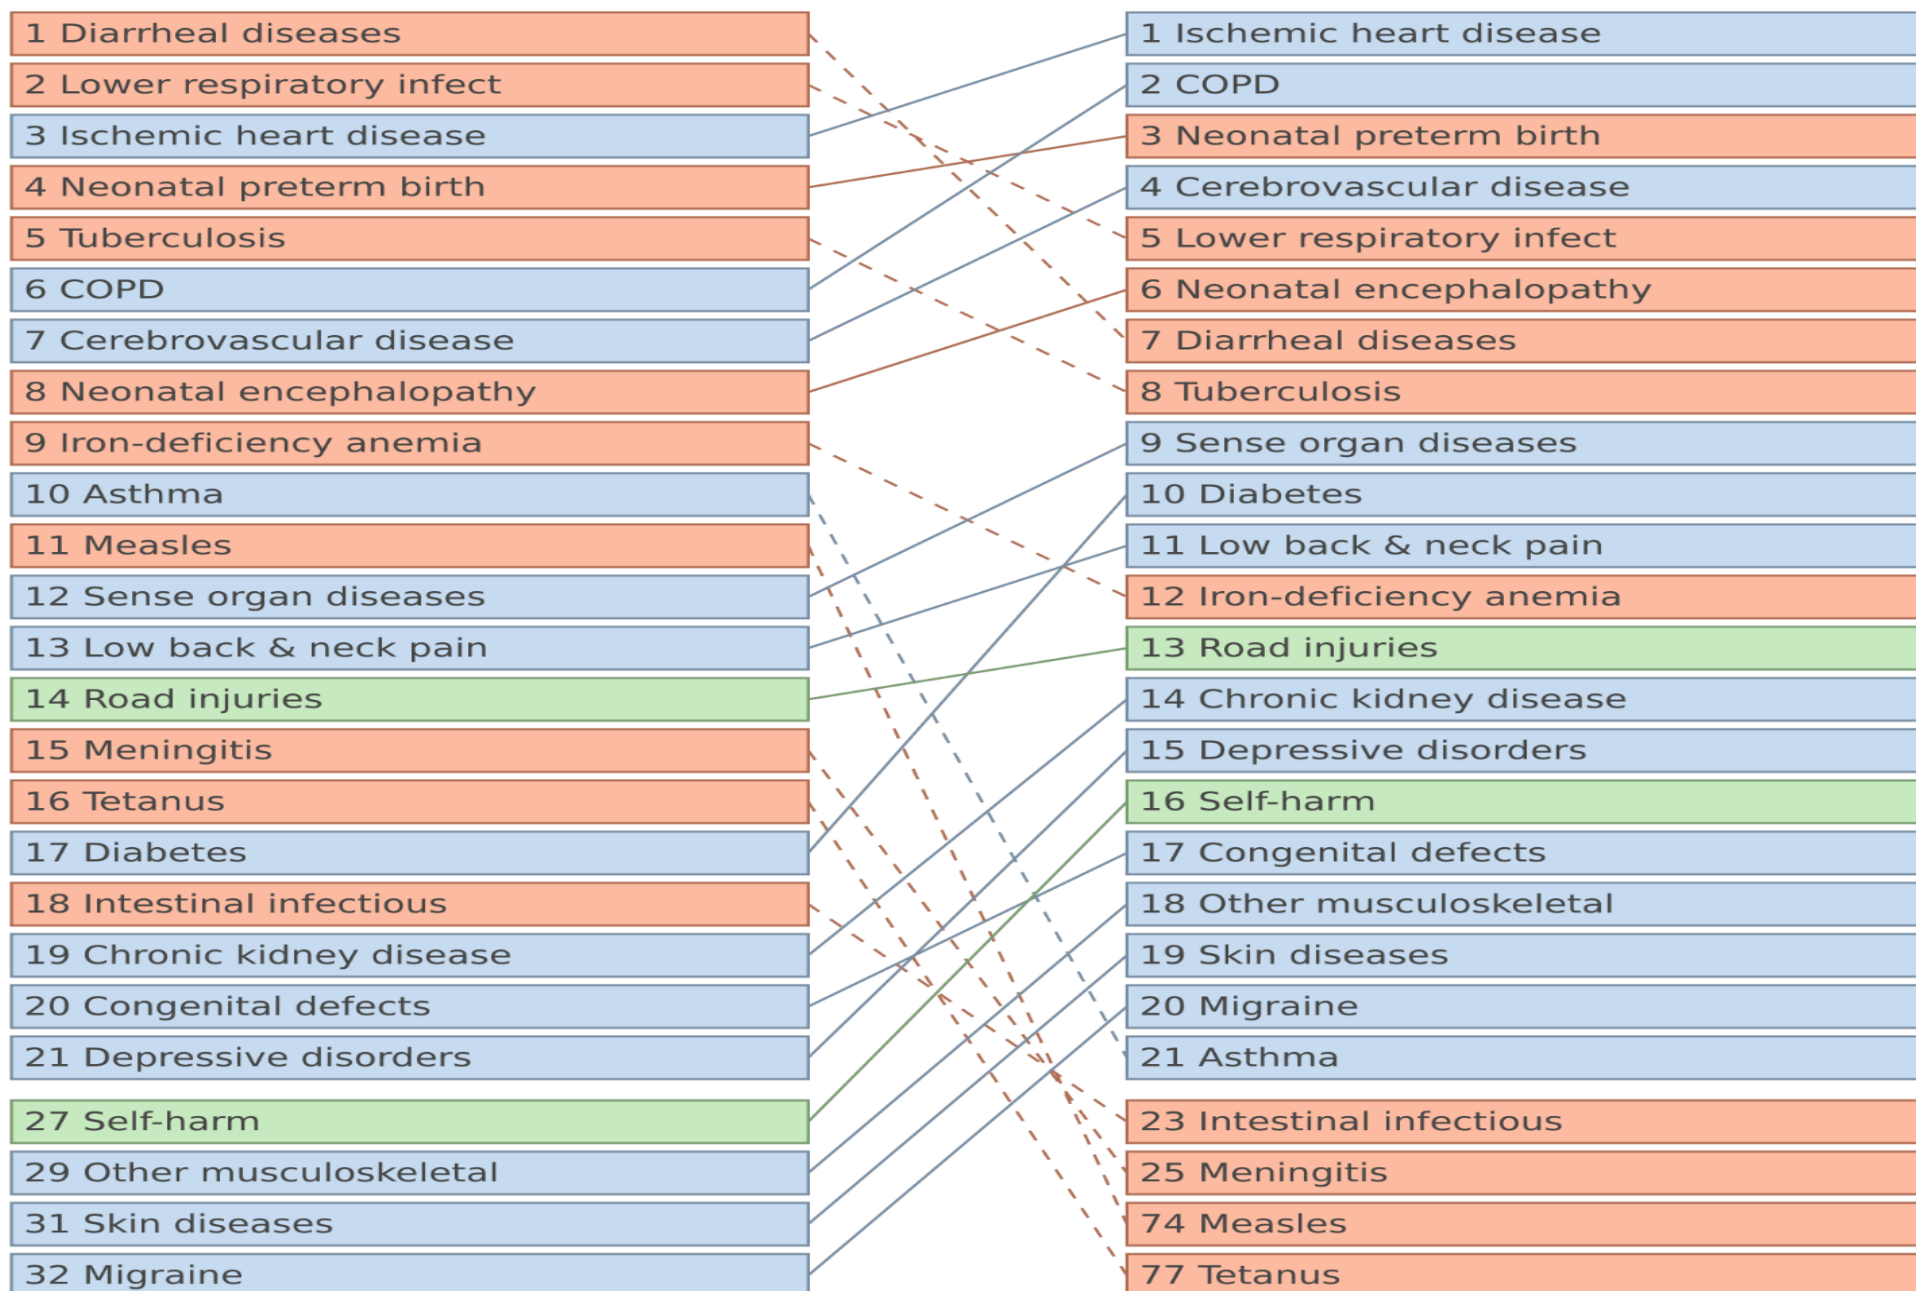 1 Diarrheal diseases
2 Lower respiratory infect
3 Ischemic heart disease
4 Neonatal preterm birth
5 Tuberculosis
6 COPD
7 Cerebrovascular disease
8 Neonatal encephalopathy
9 Iron-deficiency anemia
10 Asthma
11 Measles
12 Sense organ diseases
13 Low back & neck pain
14 Road injuries
15 Meningitis
16 Tetanus
17 Diabetes
18 Intestinal infectious
19 Chronic kidney disease
20 Congenital defects
21 Depressive disorders
27 Self-harm
29 Other musculoskeletal
31 Skin diseases
32 Migraine
1 Ischemic heart disease
2 COPD
3 Neonatal preterm birth
4 Cerebrovascular disease
5 Lower respiratory infect
6 Neonatal encephalopathy
7 Diarrheal diseases
8 Tuberculosis
9 Sense organ diseases
10 Diabetes
11 Low back & neck pain
12 Iron-deficiency anemia
13 Road injuries
14 Chronic kidney disease
15 Depressive disorders
16 Self-harm
17 Congenital defects
18 Other musculoskeletal
19 Skin diseases
20 Migraine
21 Asthma
23 Intestinal infectious
25 Meningitis
74 Measles
77 Tetanus